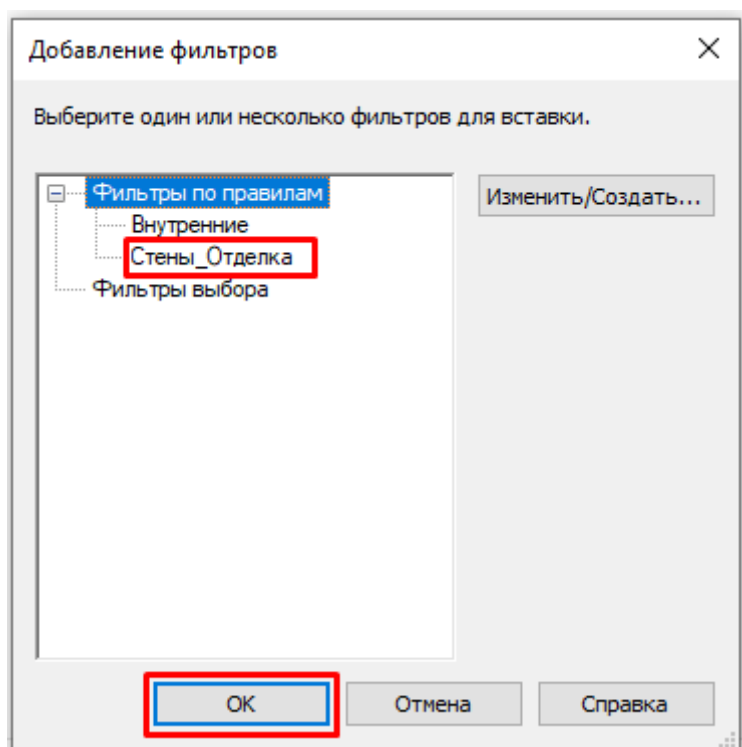 Добавление фильтров
Выберите один или несколько фильтров для вставки.
Фильтры по правилам
Изменить/Создать...
Внутренние
Стены_Отделка
Фильтры выбора
OK
Отмена
Справка